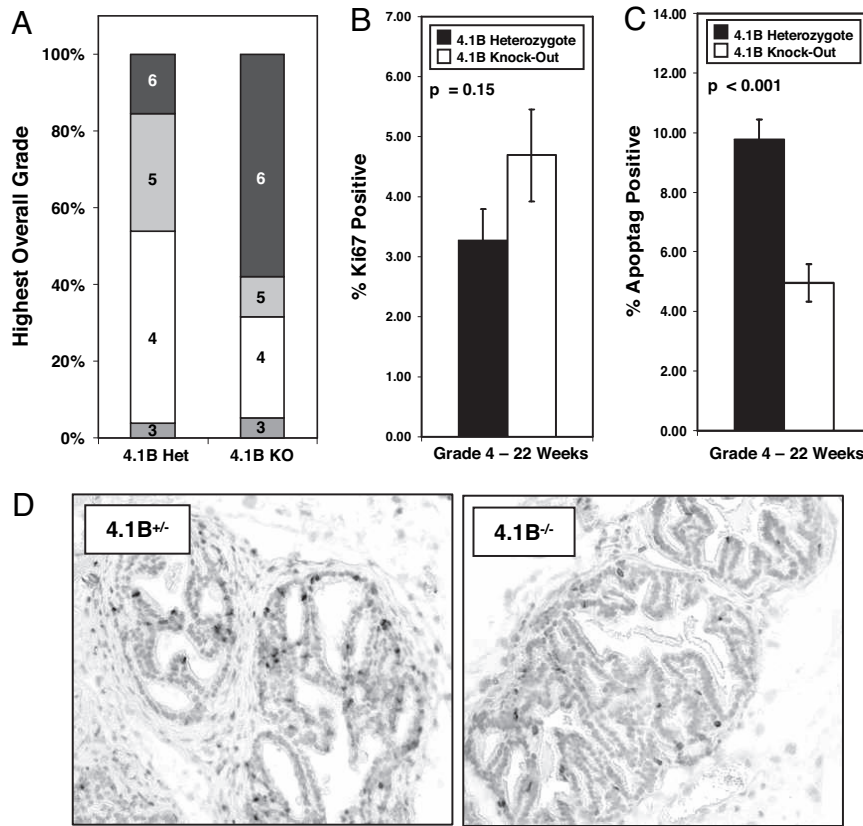 A
Highest Overall Grade
100%
80%
60%
40%
20%
0%
6
5
4
3
6
5
4
3
4.1B Het
4.1B KO
B
% Ki67 Positive
7.00
6.00
5.00
4.00
3.00
2.00
1.00
0.00
4.1B Heterozygote
4.1B Knock-Out
p = 0.15
Grade 4 – 22 Weeks
C
% Apoptag Positive
14.00
12.00
10.00
8.00
6.00
4.00
2.00
0.00
4.1B Heterozygote
4.1B Knock-Out
p < 0.001
Grade 4 – 22 Weeks
D
4.1B+/-
4.1B-/-